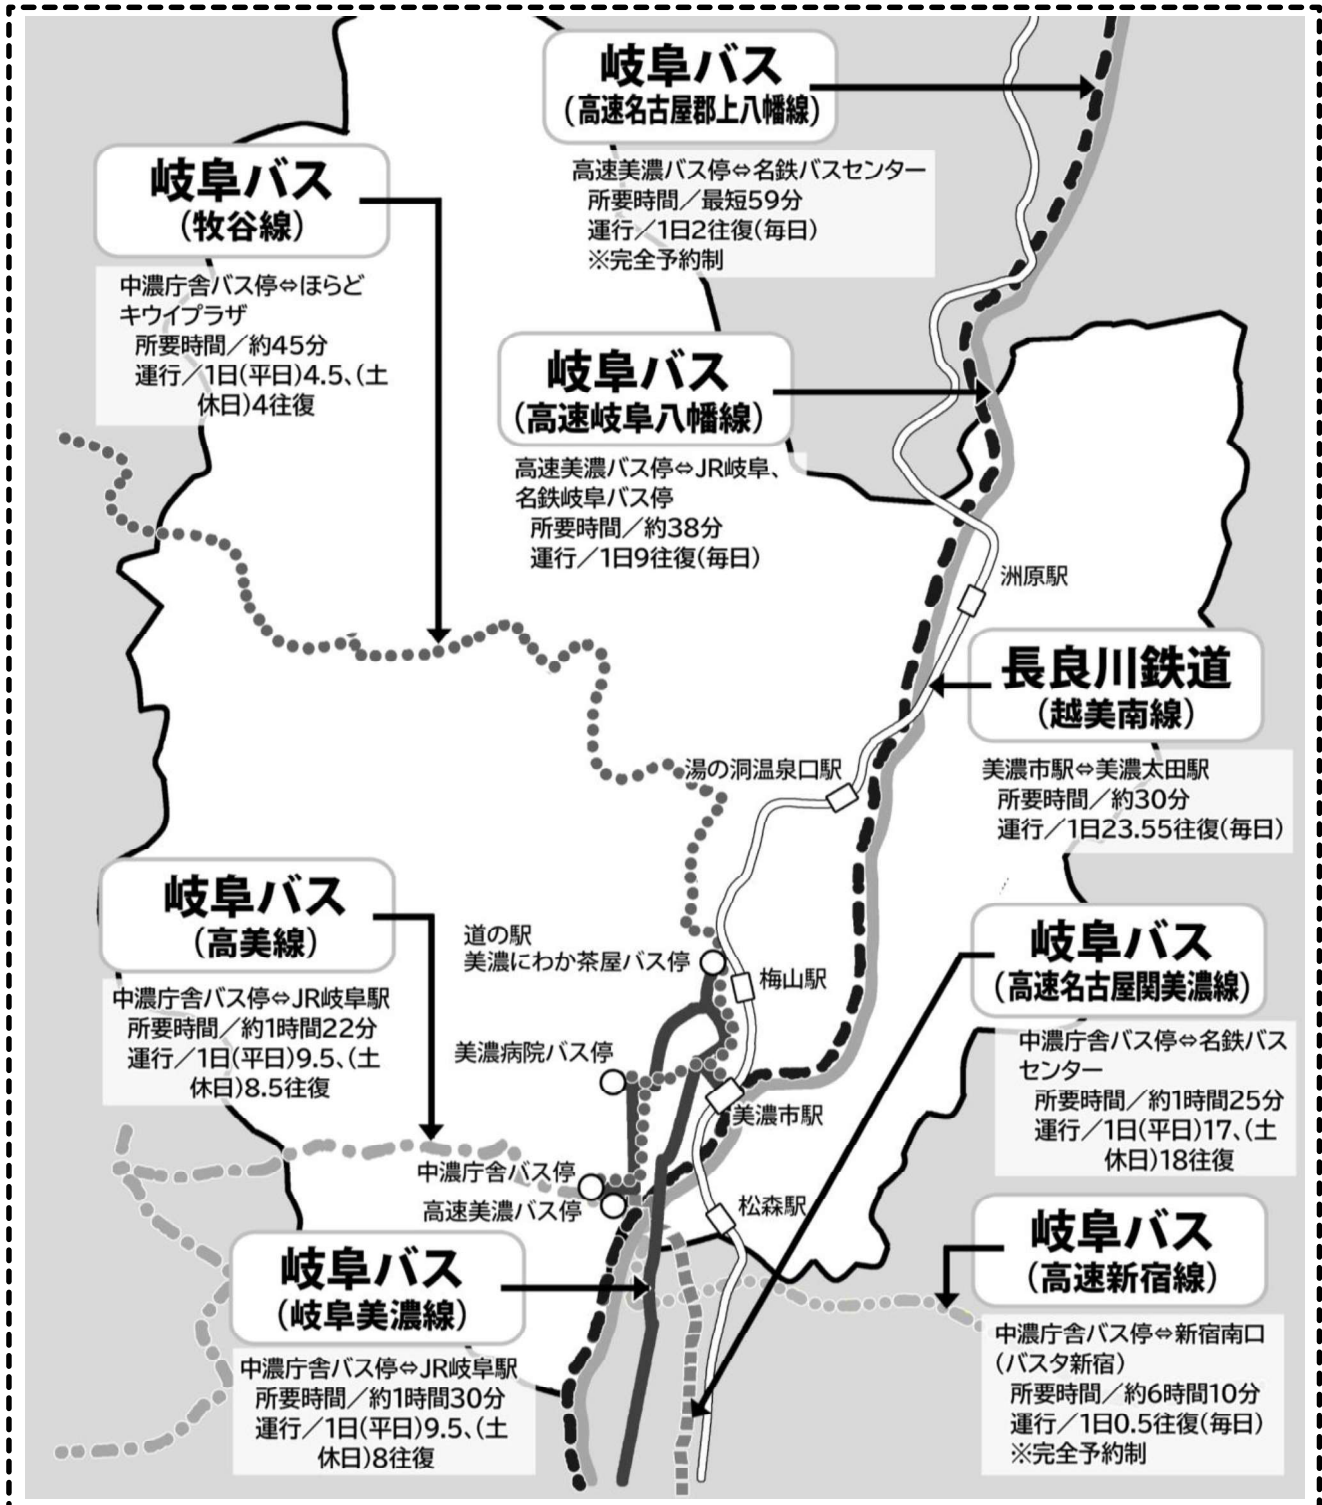 岐阜バス
(高速名古屋郡上八幡線)
高速美濃バス停⇔名鉄バスセンター
所要時間／最短59分
運行／1日2往復(毎日)
※完全予約制
岐阜バス
(牧谷線)
中濃庁舎バス停⇔ほらど
キウイプラザ
所要時間／約45分
運行／1日(平日)4.5、(土
休日)4往復
岐阜バス
(高速岐阜八幡線)
高速美濃バス停⇔JR岐阜、
名鉄岐阜バス停
所要時間／約38分
運行／1日9往復(毎日)
洲原駅
長良川鉄道
(越美南線)
美濃市駅⇔美濃太田駅
所要時間／約30分
運行／1日23.55往復(毎日)
湯の洞温泉口駅
岐阜バス
(高美線)
中濃庁舎バス停⇔JR岐阜駅
所要時間／約1時間22分
運行／1日(平日)9.5、(土
休日)8.5往復
道の駅
美濃にわか茶屋バス停
梅山駅
美濃病院バス停
美濃市駅
岐阜バス
(高速名古屋関美濃線)
中濃庁舎バス停⇔名鉄バス
センター
所要時間／約1時間25分
運行／1日(平日)17、(土
休日)18往復
中濃庁舎バス停
高速美濃バス停
松森駅
岐阜バス
(岐阜美濃線)
中濃庁舎バス停⇔JR岐阜駅
所要時間／約1時間30分
運行／1日(平日)9.5、(土
休日)8往復
岐阜バス
(高速新宿線)
中濃庁舎バス停⇔新宿南口
(バスタ新宿)
所要時間／約6時間10分
運行／1日0.5往復(毎日)
※完全予約制